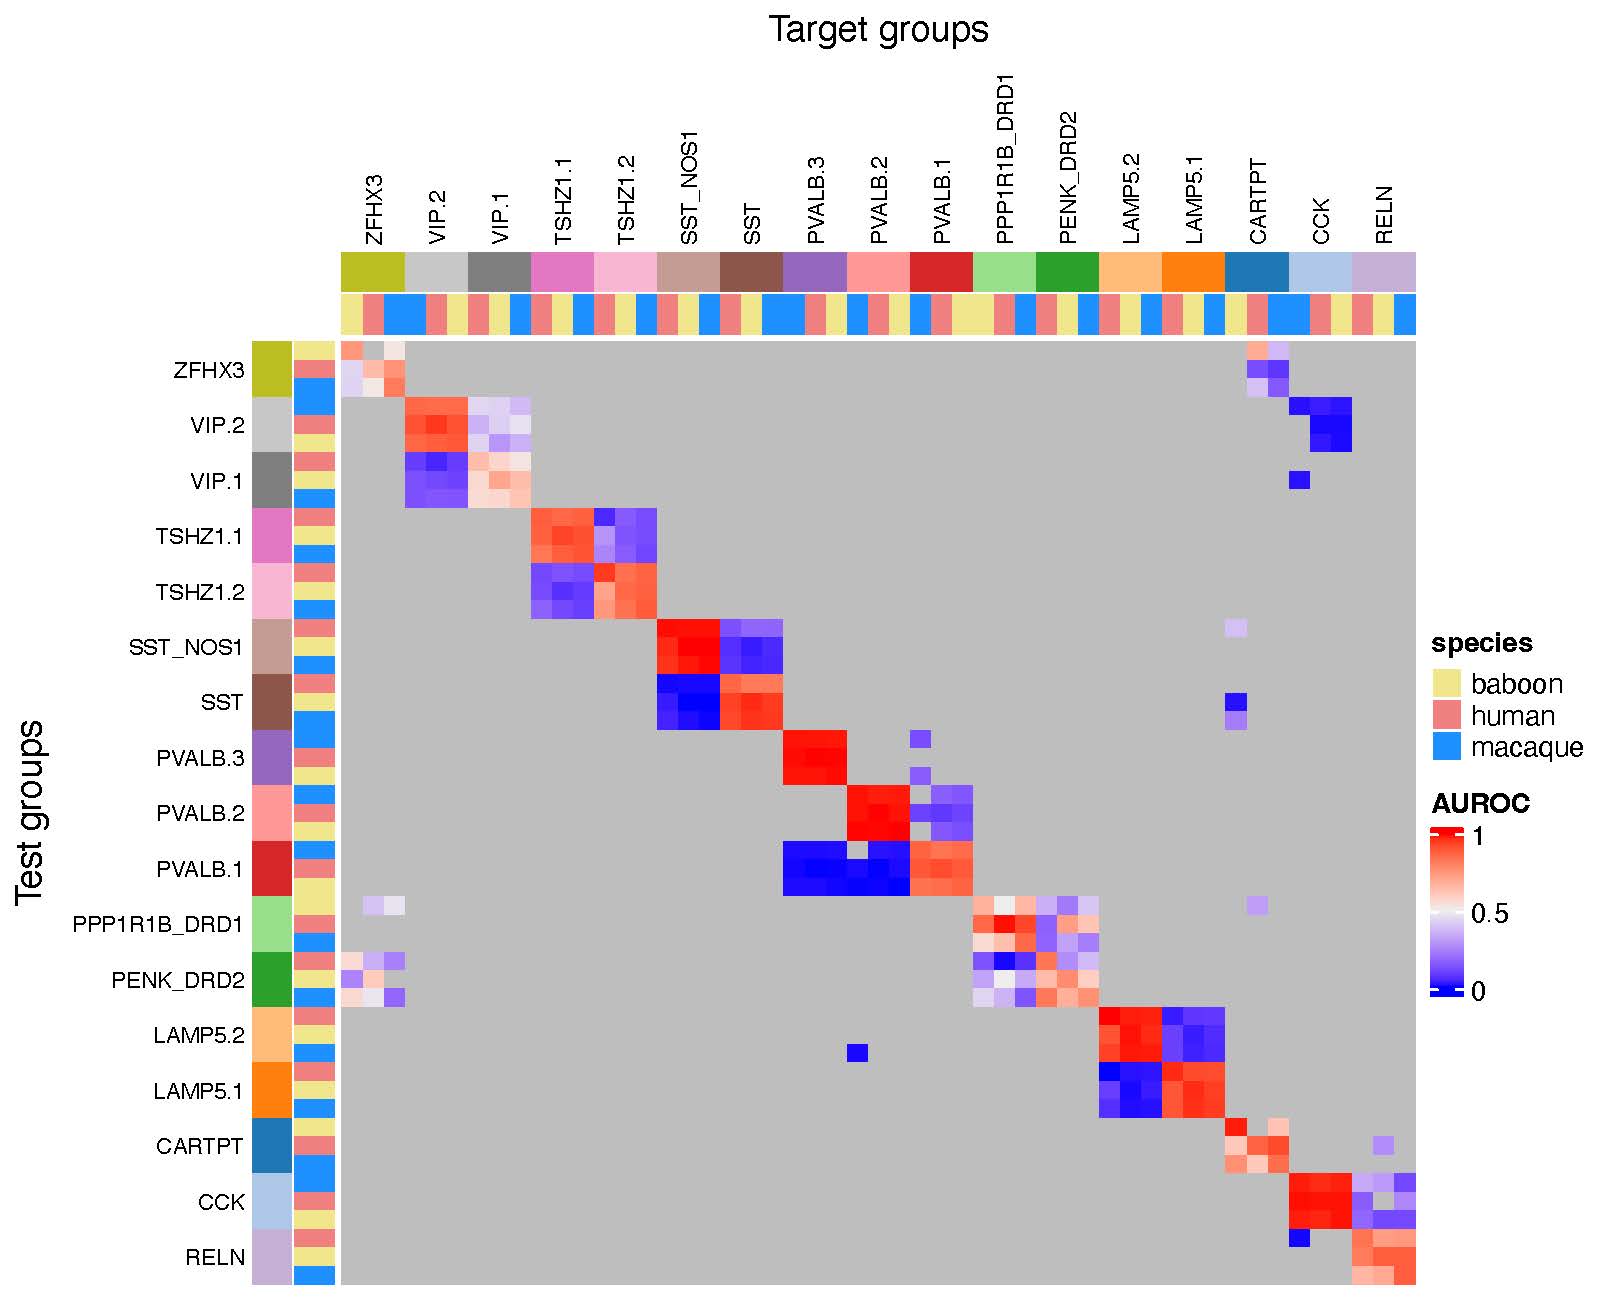 Target groups
ZFHX3
VIP.2
VIP.1
TSHZ1.1
TSHZ1.2
SST_NOS1
SST
PVALB.3
PVALB.2
PVALB.1
PPP1R1B_DRD1
PENK_DRD2
LAMP5.2
LAMP5.1
CARTPT
CCK
RELN
Test groups
ZFHX3
VIP.2
VIP.1
TSHZ1.1
TSHZ1.2
SST_NOS1
SST
PVALB.3
PVALB.2
PVALB.1
PPP1R1B_DRD1
PENK_DRD2
LAMP5.2
LAMP5.1
CARTPT
CCK
RELN
species
baboon
human
macaque
AUROC
1
0.5
0